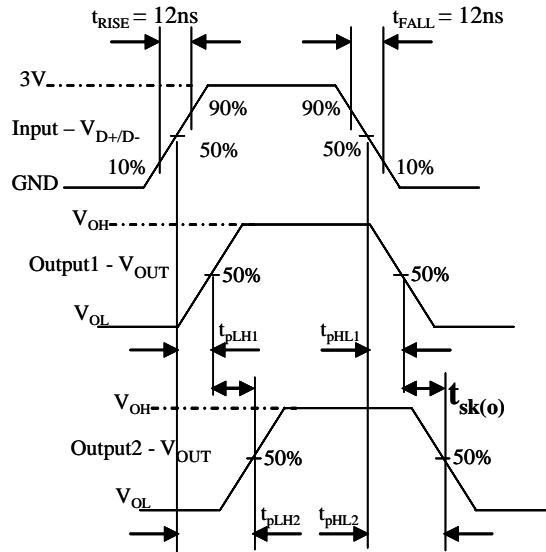 tRISE = 12ns tFALL = 12ns
3V
90% 90%
Input – VD+/D-
50% 50%
10% 10%
GND
VOH
Output1 - VOUT
50% 50%
VOL
tpLH1 tpHL1
VOH
tsk(o)
Output2 - VOUT
50% 50%
VOL
tpLH2 tpHL2